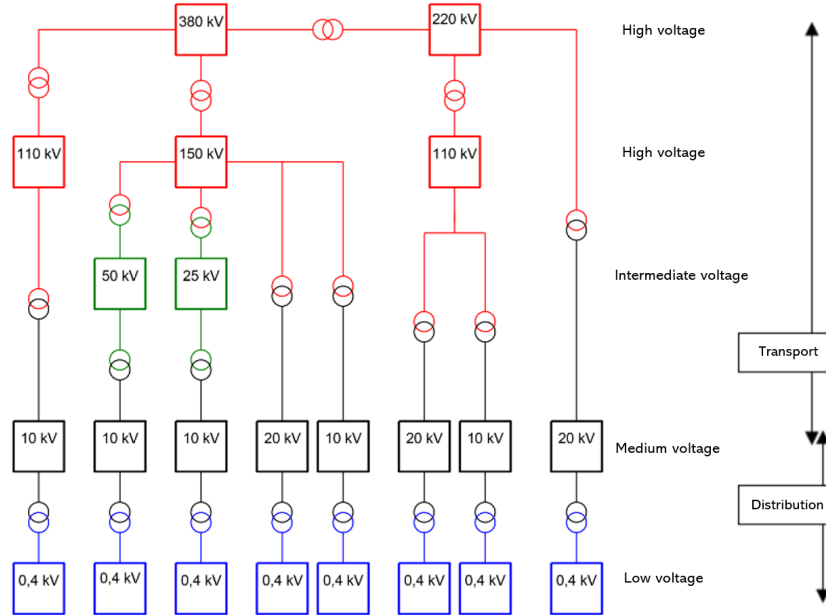 380 kV
220 kV
High voltage
110 kV
150 kV
110 kV
High voltage
50 kV
25 kV
Intermediate voltage
Transport
10 kV
10 kV
10 kV
20 kV
10 kV
20 kV
10 kV
20 kV
Medium voltage
Distribution
0,4 kV
0,4 kV
0,4 kV
0,4 kV
0,4 kV
0,4 kV
0,4 kV
0,4 kV
Low voltage